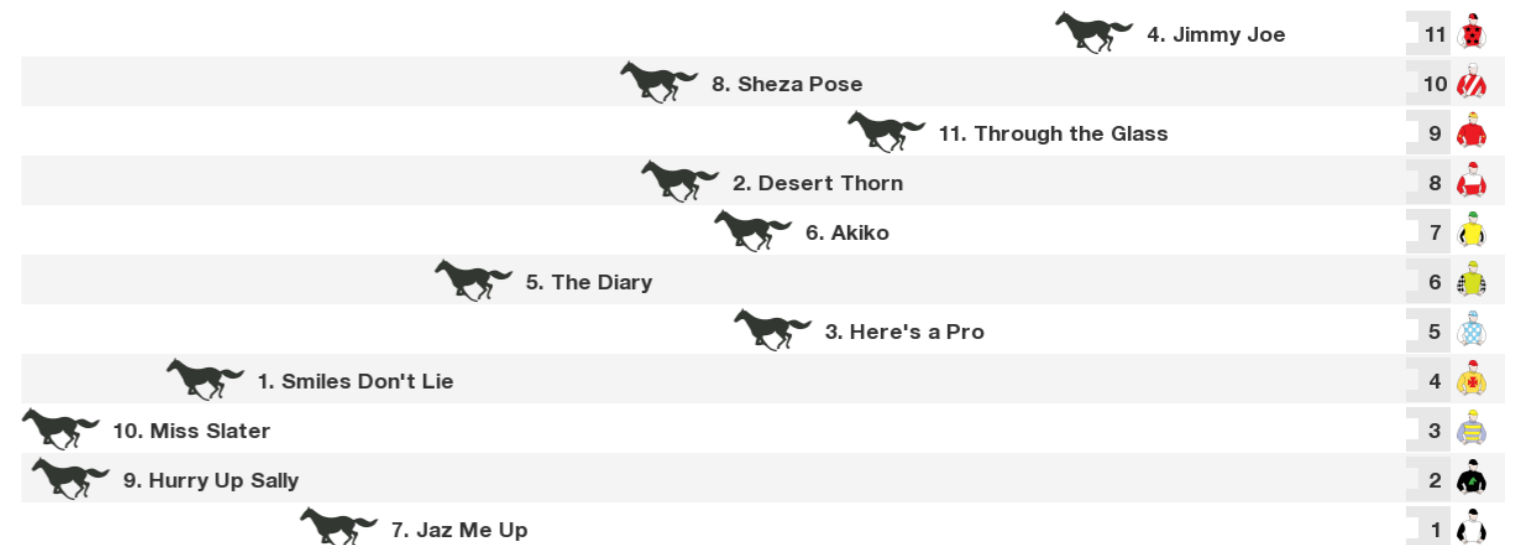 4. Jimmy Joe 11
8. Sheza Pose 10
11. Through the Glass 9
2. Desert Thorn 8
6. Akiko 7
5. The Diary 6
3. Here's a Pro 5
1. Smiles Don't Lie 4
10. Miss Slater 3
9. Hurry Up Sally 2
7. Jaz Me Up 1